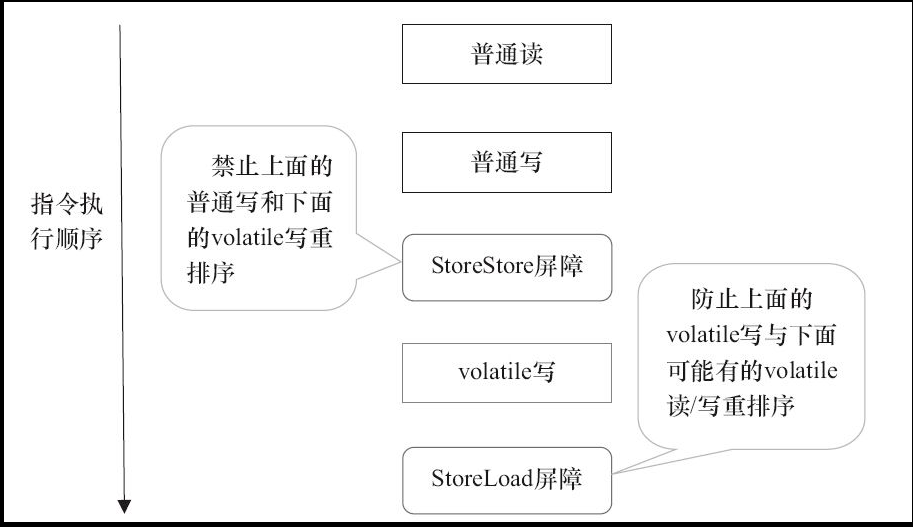 普通读
普通写
禁止上面的
普通写和下面
的volatile写重
排序
指令执
行顺序
StoreStore屏障
防止上面的
volatile写与下面
可能有的volatile
读/写重排序
volatile写
StoreLoad屏障